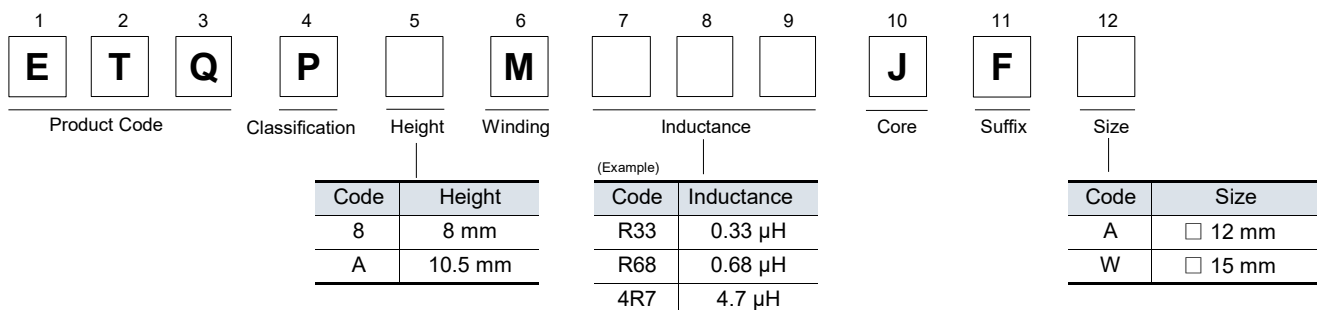 1 2 3 4 5 6 7 8 9 10 11 12
E T Q P M J F
Product Code Classification Height Winding Inductance Core Suffix Size
(Example)
Code Height Code Inductance Code Size
8 8 mm R33 0.33 μH A □ 12 mm
A 10.5 mm R68 0.68 μH W □ 15 mm
4R7 4.7 μH